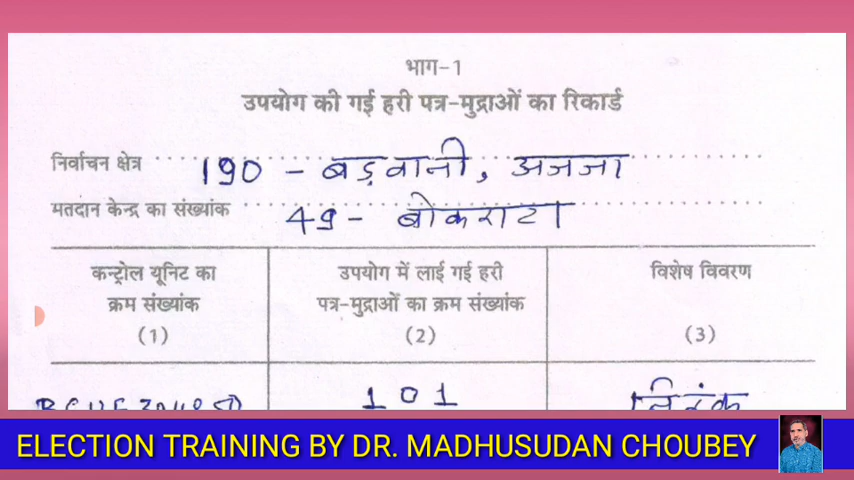 भाग-1
उपयोग की गई हरी पत्र-मुद्राओं का रिकार्ड
निर्वाचन क्षेत्र 190 - बड़वानी, अजजा
मतदान केन्द्र का संख्यांक 49 - बोकराटा
कन्ट्रोल यूनिट का क्रम संख्यांक (1)
उपयोग में लाई गई हरी पत्र-मुद्राओं का क्रम संख्यांक (2)
विशेष विवरण (3)
101 निरंक
ELECTION TRAINING BY DR. MADHUSUDAN CHOUBEY